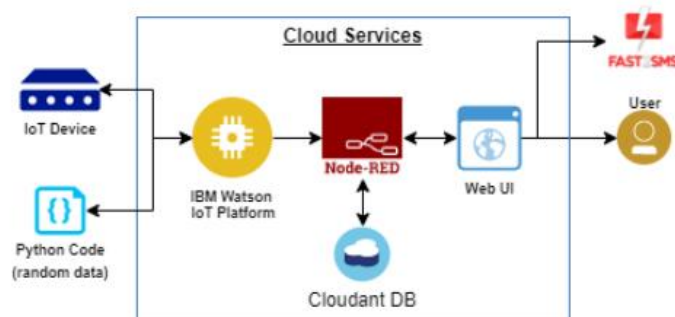 Cloud Services
FAST2SMS
User
IoT Device
Node-RED
IBM Watson
IoT Platform
Web UI
{}
Python Code
(random data)
Cloudant DB